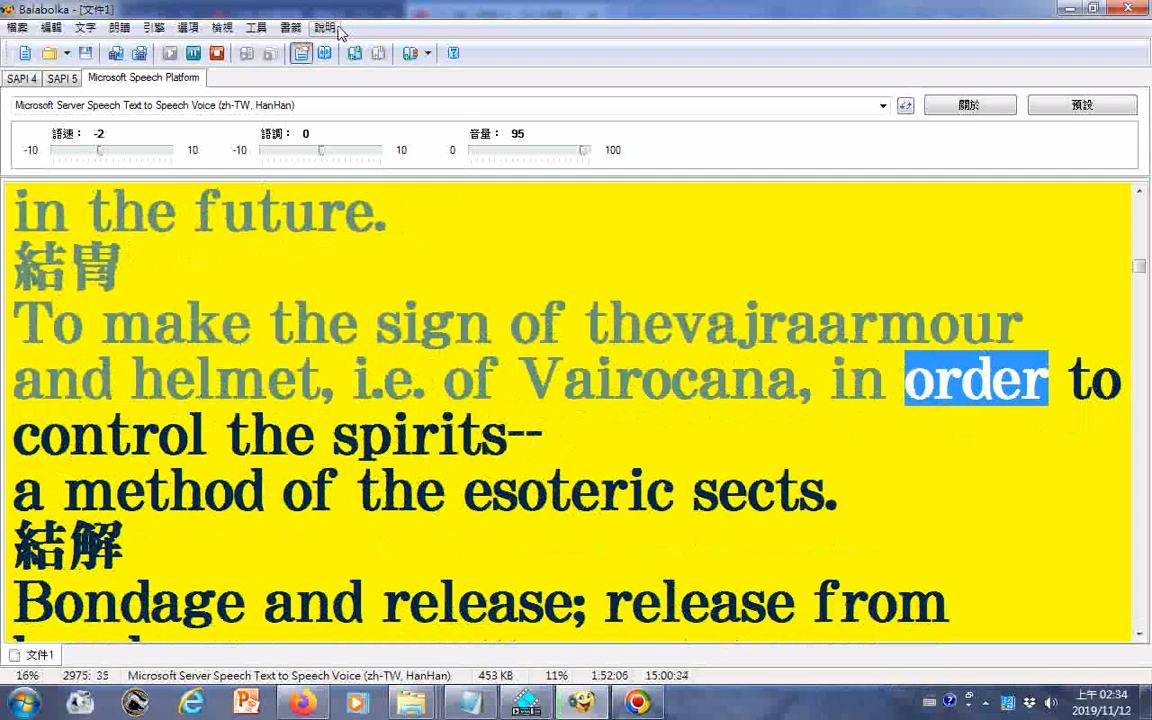 Balabolka - [文件1]
檔案 編輯 文字 朗讀 引擎 選項 檢視 工具 書籤 說明
SAPI 4 SAPI 5 Microsoft Speech Platform
Microsoft Server Speech Text to Speech Voice (zh-TW, HanHan) 關於 預設
語速： -2 語調： 0 音量： 95
-10 10 -10 10 0 100
in the future.
結冑
To make the sign of thevajraarmour
and helmet, i.e. of Vairocana, in order to
control the spirits--
a method of the esoteric sects.
結解
Bondage and release; release from
文件1
16% 2975: 35 Microsoft Server Speech Text to Speech Voice (zh-TW, HanHan) 453 KB 11% 1:52:06 15:00:34
上午 02:34
2019/11/12